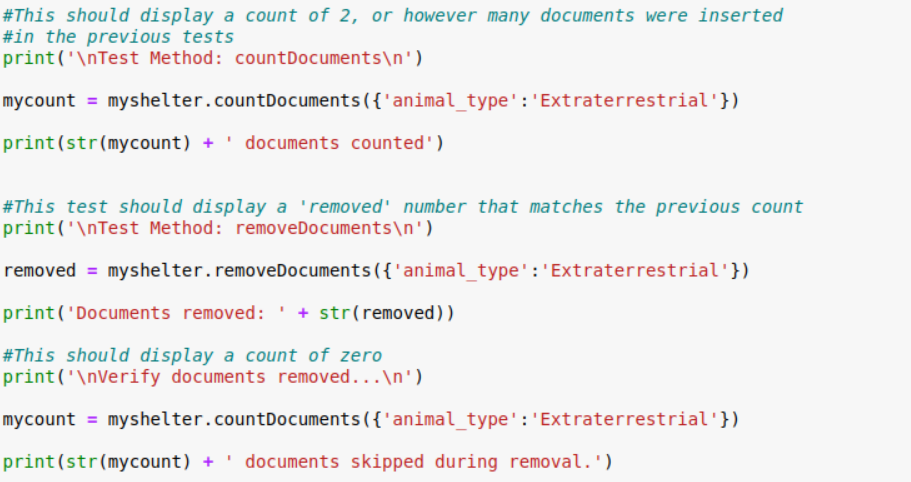 #This should display a count of 2, or however many documents were inserted
#in the previous tests
print('\nTest Method: countDocuments\n')
mycount = myshelter.countDocuments({'animal_type':'Extraterrestrial'})
print(str(mycount) + ' documents counted')
#This test should display a 'removed' number that matches the previous count
print('\nTest Method: removeDocuments\n')
removed = myshelter.removeDocuments({'animal_type':'Extraterrestrial'})
print('Documents removed: ' + str(removed))
#This should display a count of zero
print('\nVerify documents removed...\n')
mycount = myshelter.countDocuments({'animal_type':'Extraterrestrial'})
print(str(mycount) + ' documents skipped during removal.')